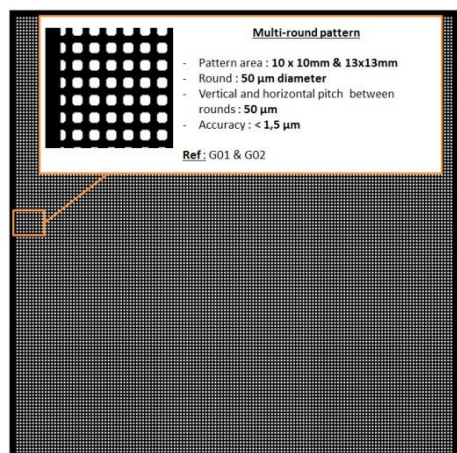 Multi-round pattern
- Pattern area : 10 x 10mm & 13x13mm
- Round : 50 µm diameter
- Vertical and horizontal pitch between
rounds : 50 µm
- Accuracy : < 1,5 µm
Ref : G01 & G02